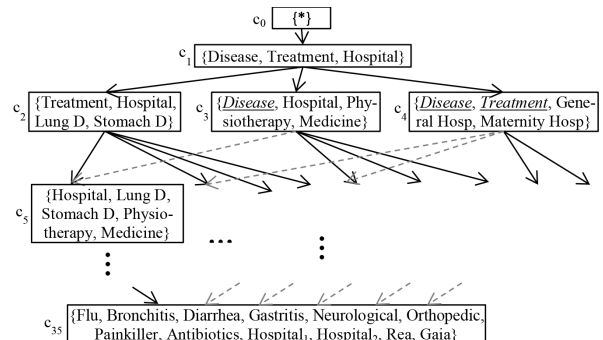 c0 {*}
c1 {Disease, Treatment, Hospital}
c2 {Treatment, Hospital,
Lung D, Stomach D}
c3 {Disease, Hospital, Phy-
siotherapy, Medicine}
c4 {Disease, Treatment, Gene-
ral Hosp, Maternity Hosp}
c5 {Hospital, Lung D,
Stomach D, Physio-
therapy, Medicine}
c35 {Flu, Bronchitis, Diarrhea, Gastritis, Neurological, Orthopedic,
Painkiller, Antibiotics, Hospital1, Hospital2, Rea, Gaia}